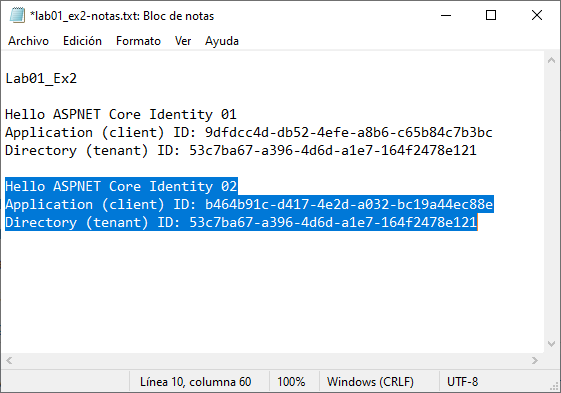 *lab01_ex2-notas.txt: Bloc de notas
Archivo Edición Formato Ver Ayuda
Lab01_Ex2
Hello ASPNET Core Identity 01
Application (client) ID: 9dfdcc4d-db52-4efe-a8b6-c65b84c7b3bc
Directory (tenant) ID: 53c7ba67-a396-4d6d-a1e7-164f2478e121
Hello ASPNET Core Identity 02
Application (client) ID: b464b91c-d417-4e2d-a032-bc19a44ec88e
Directory (tenant) ID: 53c7ba67-a396-4d6d-a1e7-164f2478e121
Línea 10, columna 60 100% Windows (CRLF) UTF-8